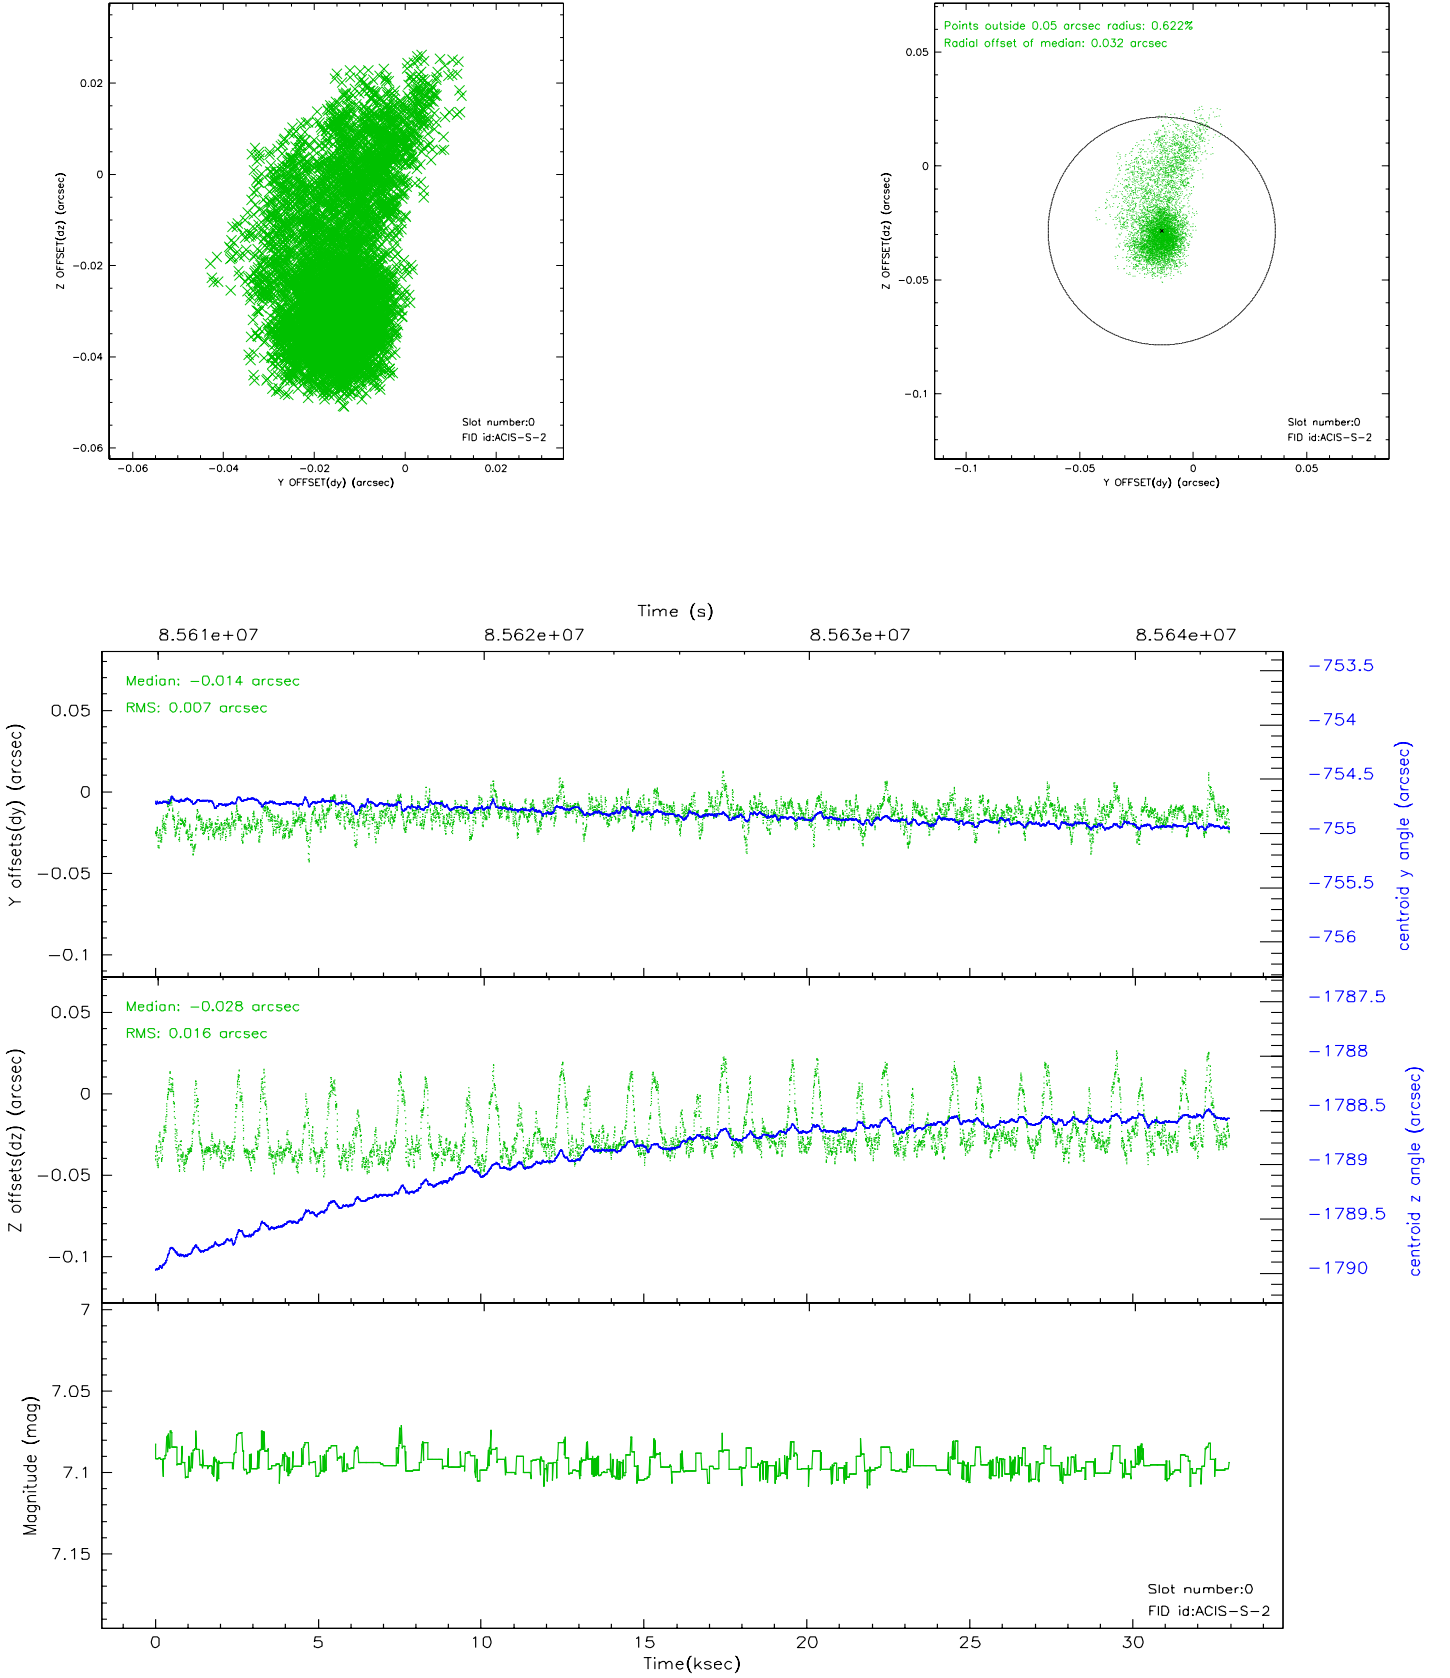 0.02
0
-0.02
-0.04
-0.06
Z OFFSET(dz) (arcsec)
Slot number:0
FID id:ACIS-S-2
-0.06
-0.04
-0.02
0
0.02
Y OFFSET(dy) (arcsec)
Points outside 0.05 arcsec radius: 0.622%
Radial offset of median: 0.032 arcsec
0.05
0
-0.05
-0.1
Z OFFSET(dz) (arcsec)
Slot number:0
FID id:ACIS-S-2
-0.1
-0.05
0
0.05
Y OFFSET(dy) (arcsec)
Time (s)
8.561e+07
8.562e+07
8.563e+07
8.564e+07
Median: -0.014 arcsec
RMS: 0.007 arcsec
0.05
0
-0.05
-0.1
Y offsets(dy) (arcsec)
-753.5
-754
-754.5
-755
-755.5
-756
centroid y angle (arcsec)
Median: -0.028 arcsec
RMS: 0.016 arcsec
0.05
0
-0.05
-0.1
Z offsets(dz) (arcsec)
-1787.5
-1788
-1788.5
-1789
-1789.5
-1790
centroid z angle (arcsec)
7
7.05
7.1
7.15
Magnitude (mag)
Slot number:0
FID id:ACIS-S-2
0
5
10
15
20
25
30
Time(ksec)